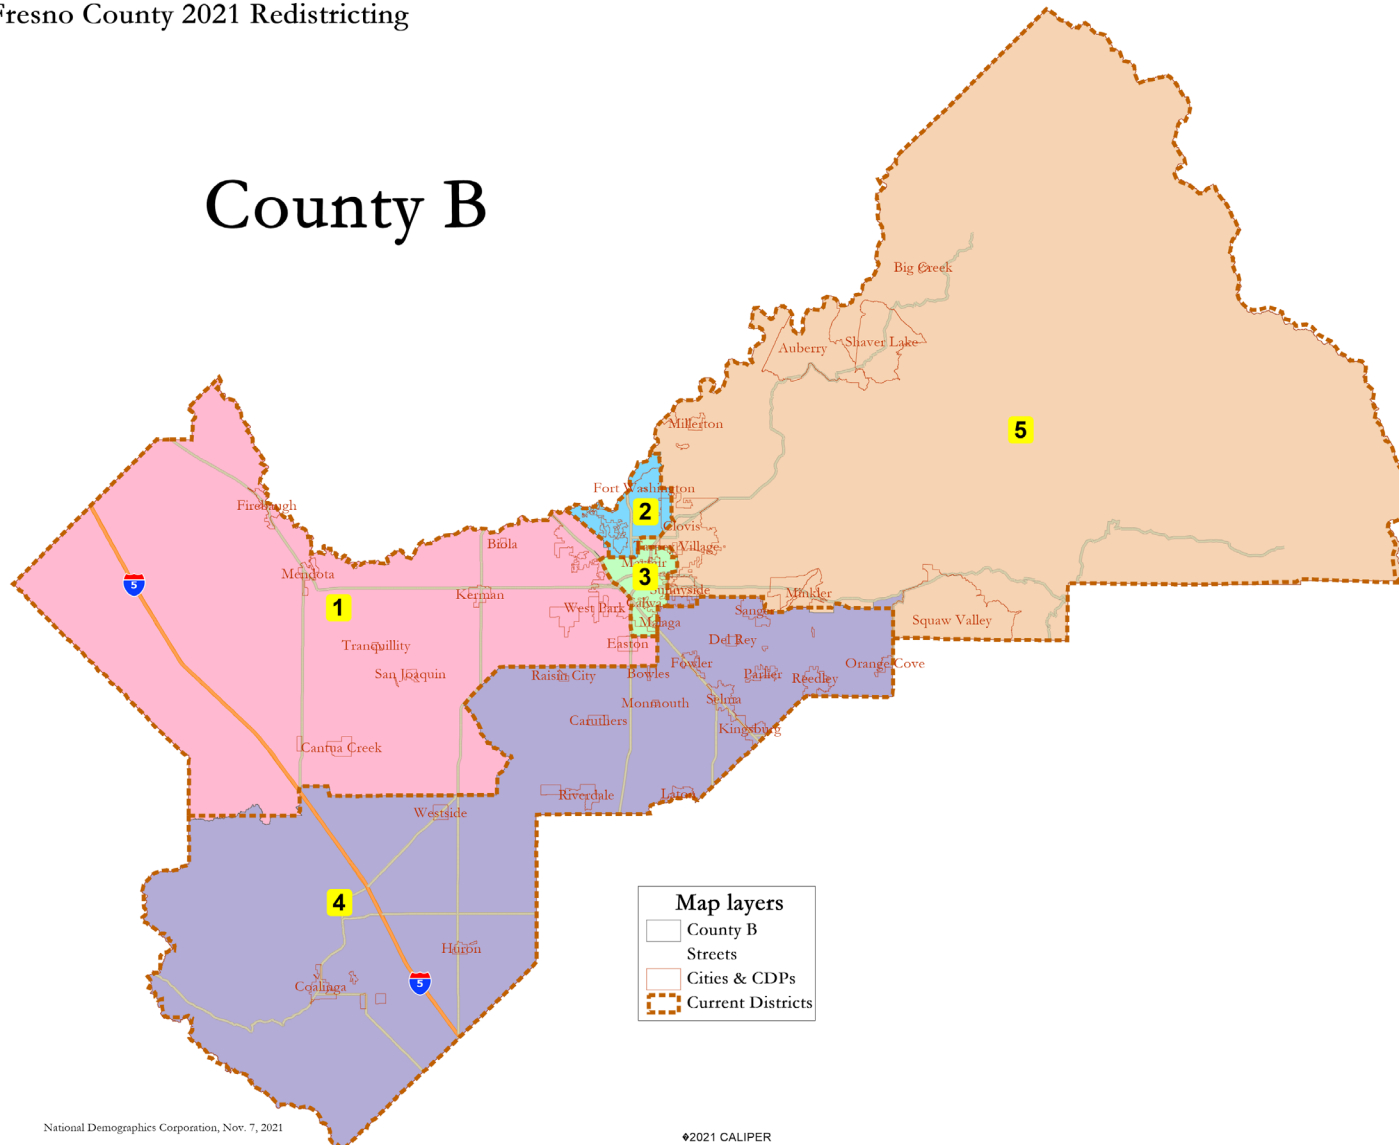 Fresno County 2021 Redistricting
County B
Big Creek
Auberry
Shaver Lake
Millerton
5
Fort Washington
2
Clovis
Firebaugh
Biola
Village
Mendota
3
5
Kerman
Sunnyside
Minkler
1
West Park
Calwa
Sanger
Malaga
Squaw Valley
Tranquillity
Easton
Del Rey
San Joaquin
Raisin City
Bowles
Fowler
Parlier
Reedley
Orange Cove
Monmouth
Selma
Caruthers
Kingsburg
Cantua Creek
Riverdale
Laton
Westside
4
Huron
Coalinga
5
Map layers
County B
Streets
Cities & CDPs
Current Districts
National Demographics Corporation, Nov. 7, 2021
�2021 CALIPER